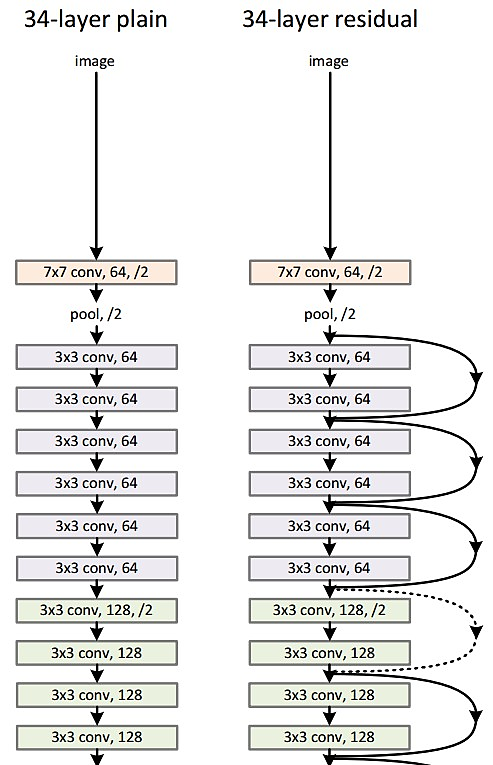 34-layer plain
image
7x7 conv, 64, /2
pool, /2
3x3 conv, 64
3x3 conv, 64
3x3 conv, 64
3x3 conv, 64
3x3 conv, 64
3x3 conv, 64
3x3 conv, 128, /2
3x3 conv, 128
3x3 conv, 128
3x3 conv, 128
34-layer residual
image
7x7 conv, 64, /2
pool, /2
3x3 conv, 64
3x3 conv, 64
3x3 conv, 64
3x3 conv, 64
3x3 conv, 64
3x3 conv, 64
3x3 conv, 128, /2
3x3 conv, 128
3x3 conv, 128
3x3 conv, 128